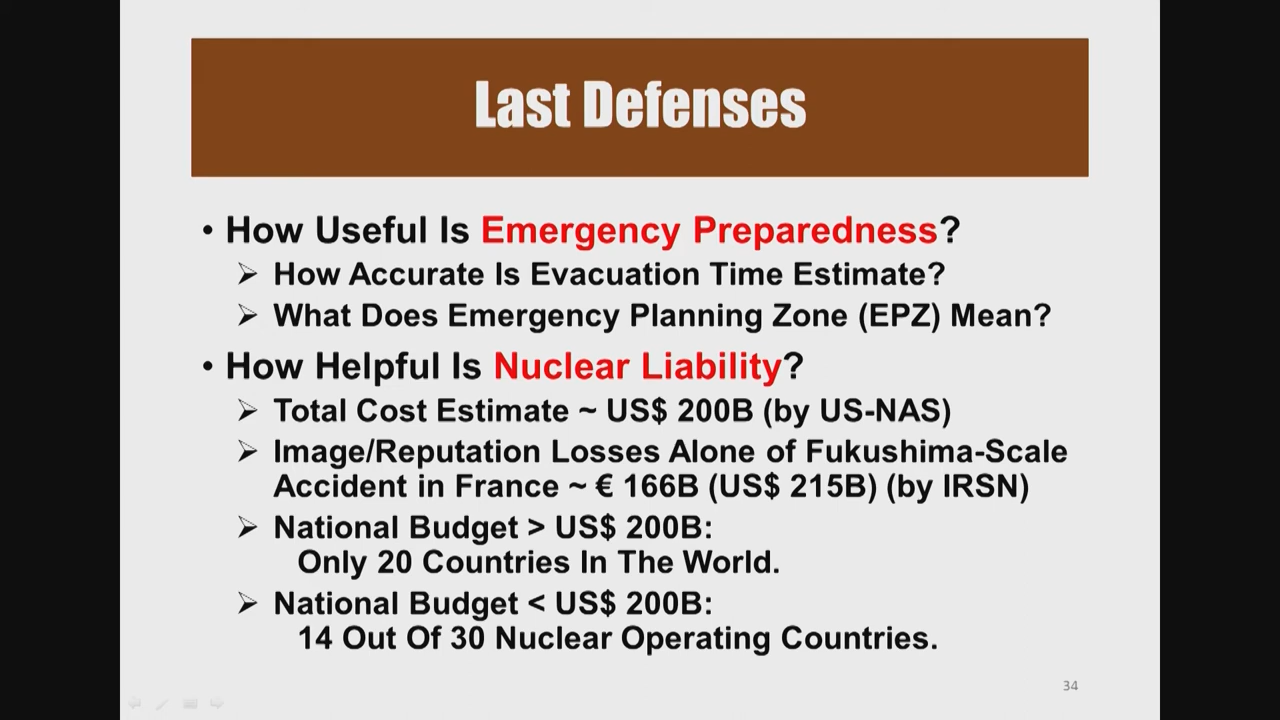 Last Defenses
• How Useful Is Emergency Preparedness?
➢ How Accurate Is Evacuation Time Estimate?
➢ What Does Emergency Planning Zone (EPZ) Mean?
• How Helpful Is Nuclear Liability?
➢ Total Cost Estimate ~ US$ 200B (by US-NAS)
➢ Image/Reputation Losses Alone of Fukushima-Scale
Accident in France ~ € 166B (US$ 215B) (by IRSN)
➢ National Budget > US$ 200B:
Only 20 Countries In The World.
➢ National Budget < US$ 200B:
14 Out Of 30 Nuclear Operating Countries.
34